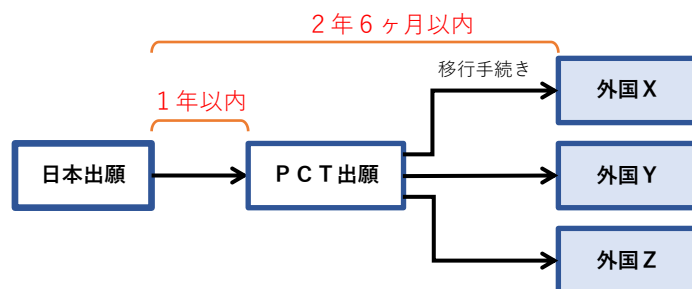 2年6ヶ月以内
移行手続き
外国X
1年以内
日本出願
PCT出願
外国Y
外国Z